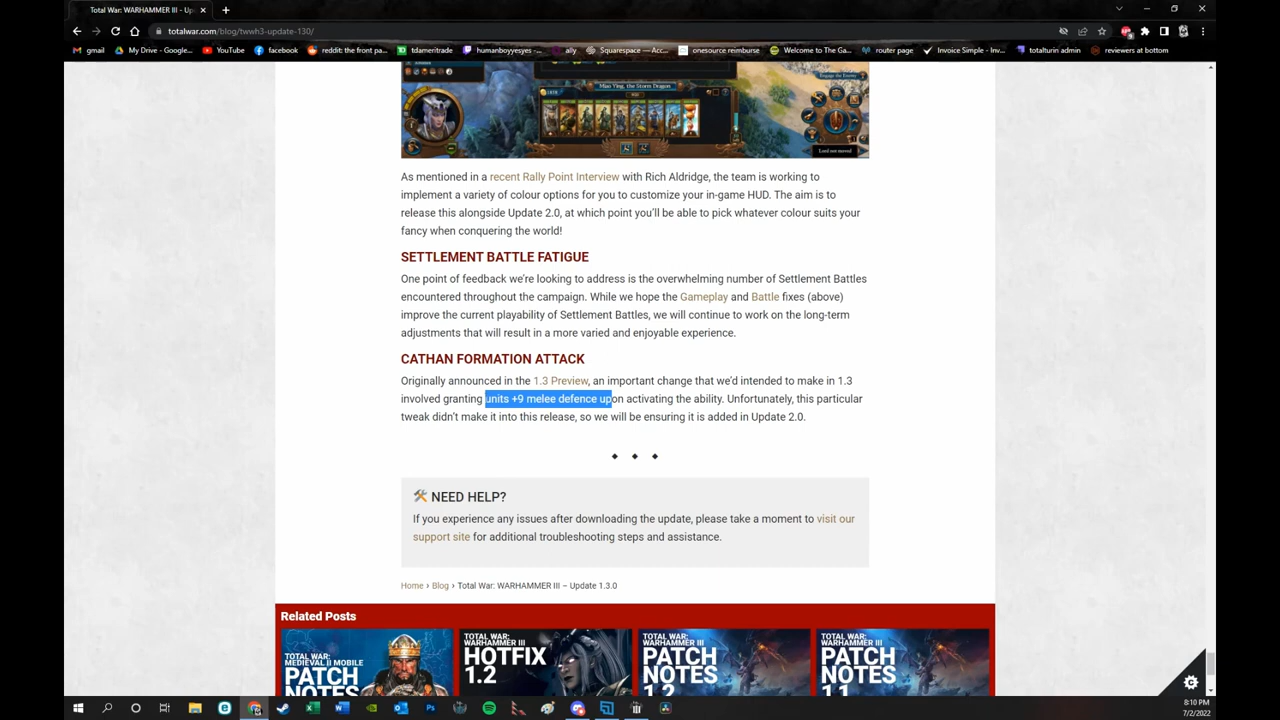 Total War: WARHAMMER III - Up
totalwar.com/blog/twwh3-update-130/
gmail
My Drive - Google...
YouTube
facebook
reddit: the front pa...
tdameritrade
humanboyyesyes-...
ally
Squarespace — Acc...
onesource reimburse
Welcome to The Ga...
router page
Invoice Simple - Inv...
totalturin admin
reviewers at bottom
Miao Ying, the Storm Dragon
Lord not moved
As mentioned in a recent Rally Point Interview with Rich Aldridge, the team is working to
implement a variety of colour options for you to customize your in-game HUD. The aim is to
release this alongside Update 2.0, at which point you'll be able to pick whatever colour suits your
fancy when conquering the world!
SETTLEMENT BATTLE FATIGUE
One point of feedback we're looking to address is the overwhelming number of Settlement Battles
encountered throughout the campaign. While we hope the Gameplay and Battle fixes (above)
improve the current playability of Settlement Battles, we will continue to work on the long-term
adjustments that will result in a more varied and enjoyable experience.
CATHAN FORMATION ATTACK
Originally announced in the 1.3 Preview, an important change that we'd intended to make in 1.3
involved granting units +9 melee defence upon activating the ability. Unfortunately, this particular
tweak didn't make it into this release, so we will be ensuring it is added in Update 2.0.
NEED HELP?
If you experience any issues after downloading the update, please take a moment to visit our
support site for additional troubleshooting steps and assistance.
Home › Blog › Total War: WARHAMMER III – Update 1.3.0
Related Posts
TOTAL WAR:
MEDIEVAL II MOBILE
PATCH
NOTES
TOTAL WAR:
WARHAMMER III
HOTFIX
1.2
TOTAL WAR:
WARHAMMER III
PATCH
NOTES
1.2
TOTAL WAR:
WARHAMMER III
PATCH
NOTES
1.1
8:10 PM
7/2/2022